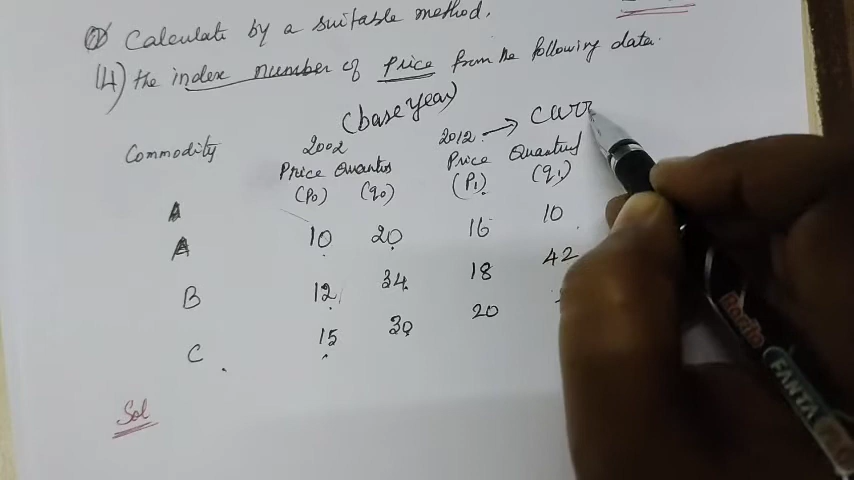 Q) Calculate by a suitable method.
(4) the index number of price from the following data.
(base year)
2002 2012 → Curr
Commodity Price Quantity Price Quantity
(P0) (q0) (P1) (q1)
A
A 10 20 16 10
B 12 34 18 42
C 15 30 20
Sol
Rorito FANTA